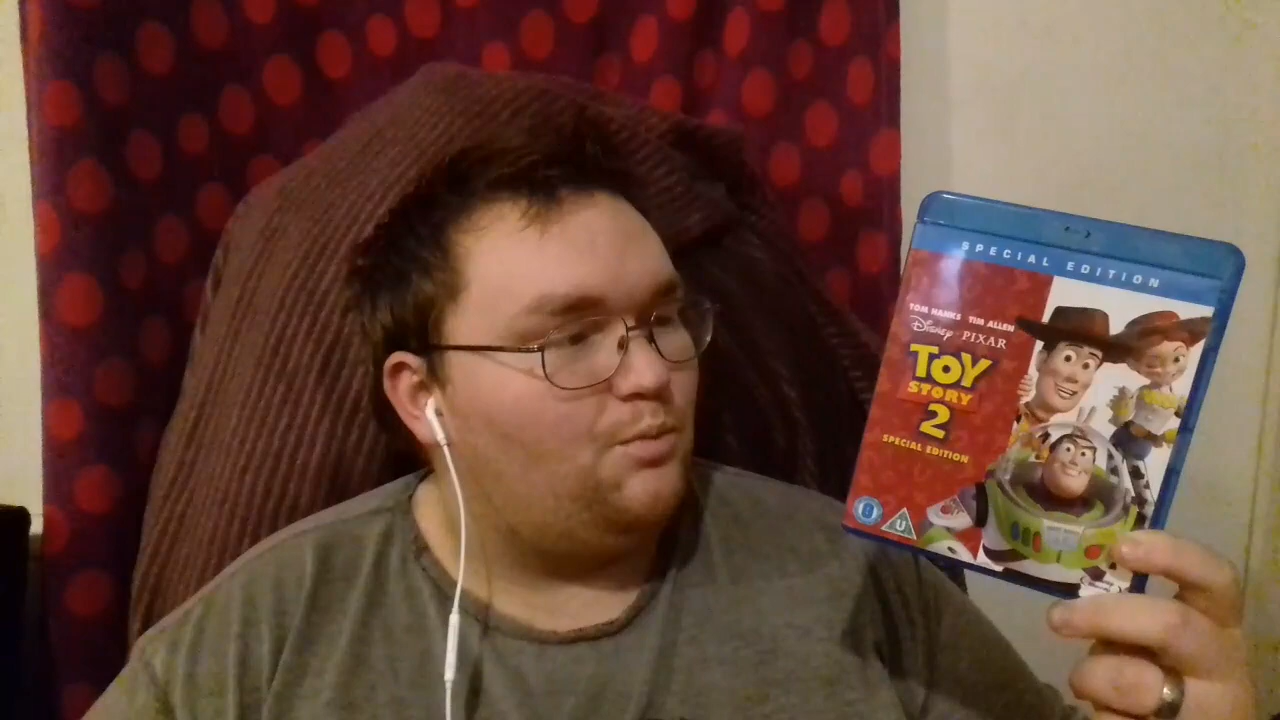 SPECIAL EDITION
TOM HANKS TIM ALLEN
Disney PIXAR
TOY
STORY
2
SPECIAL EDITION
U